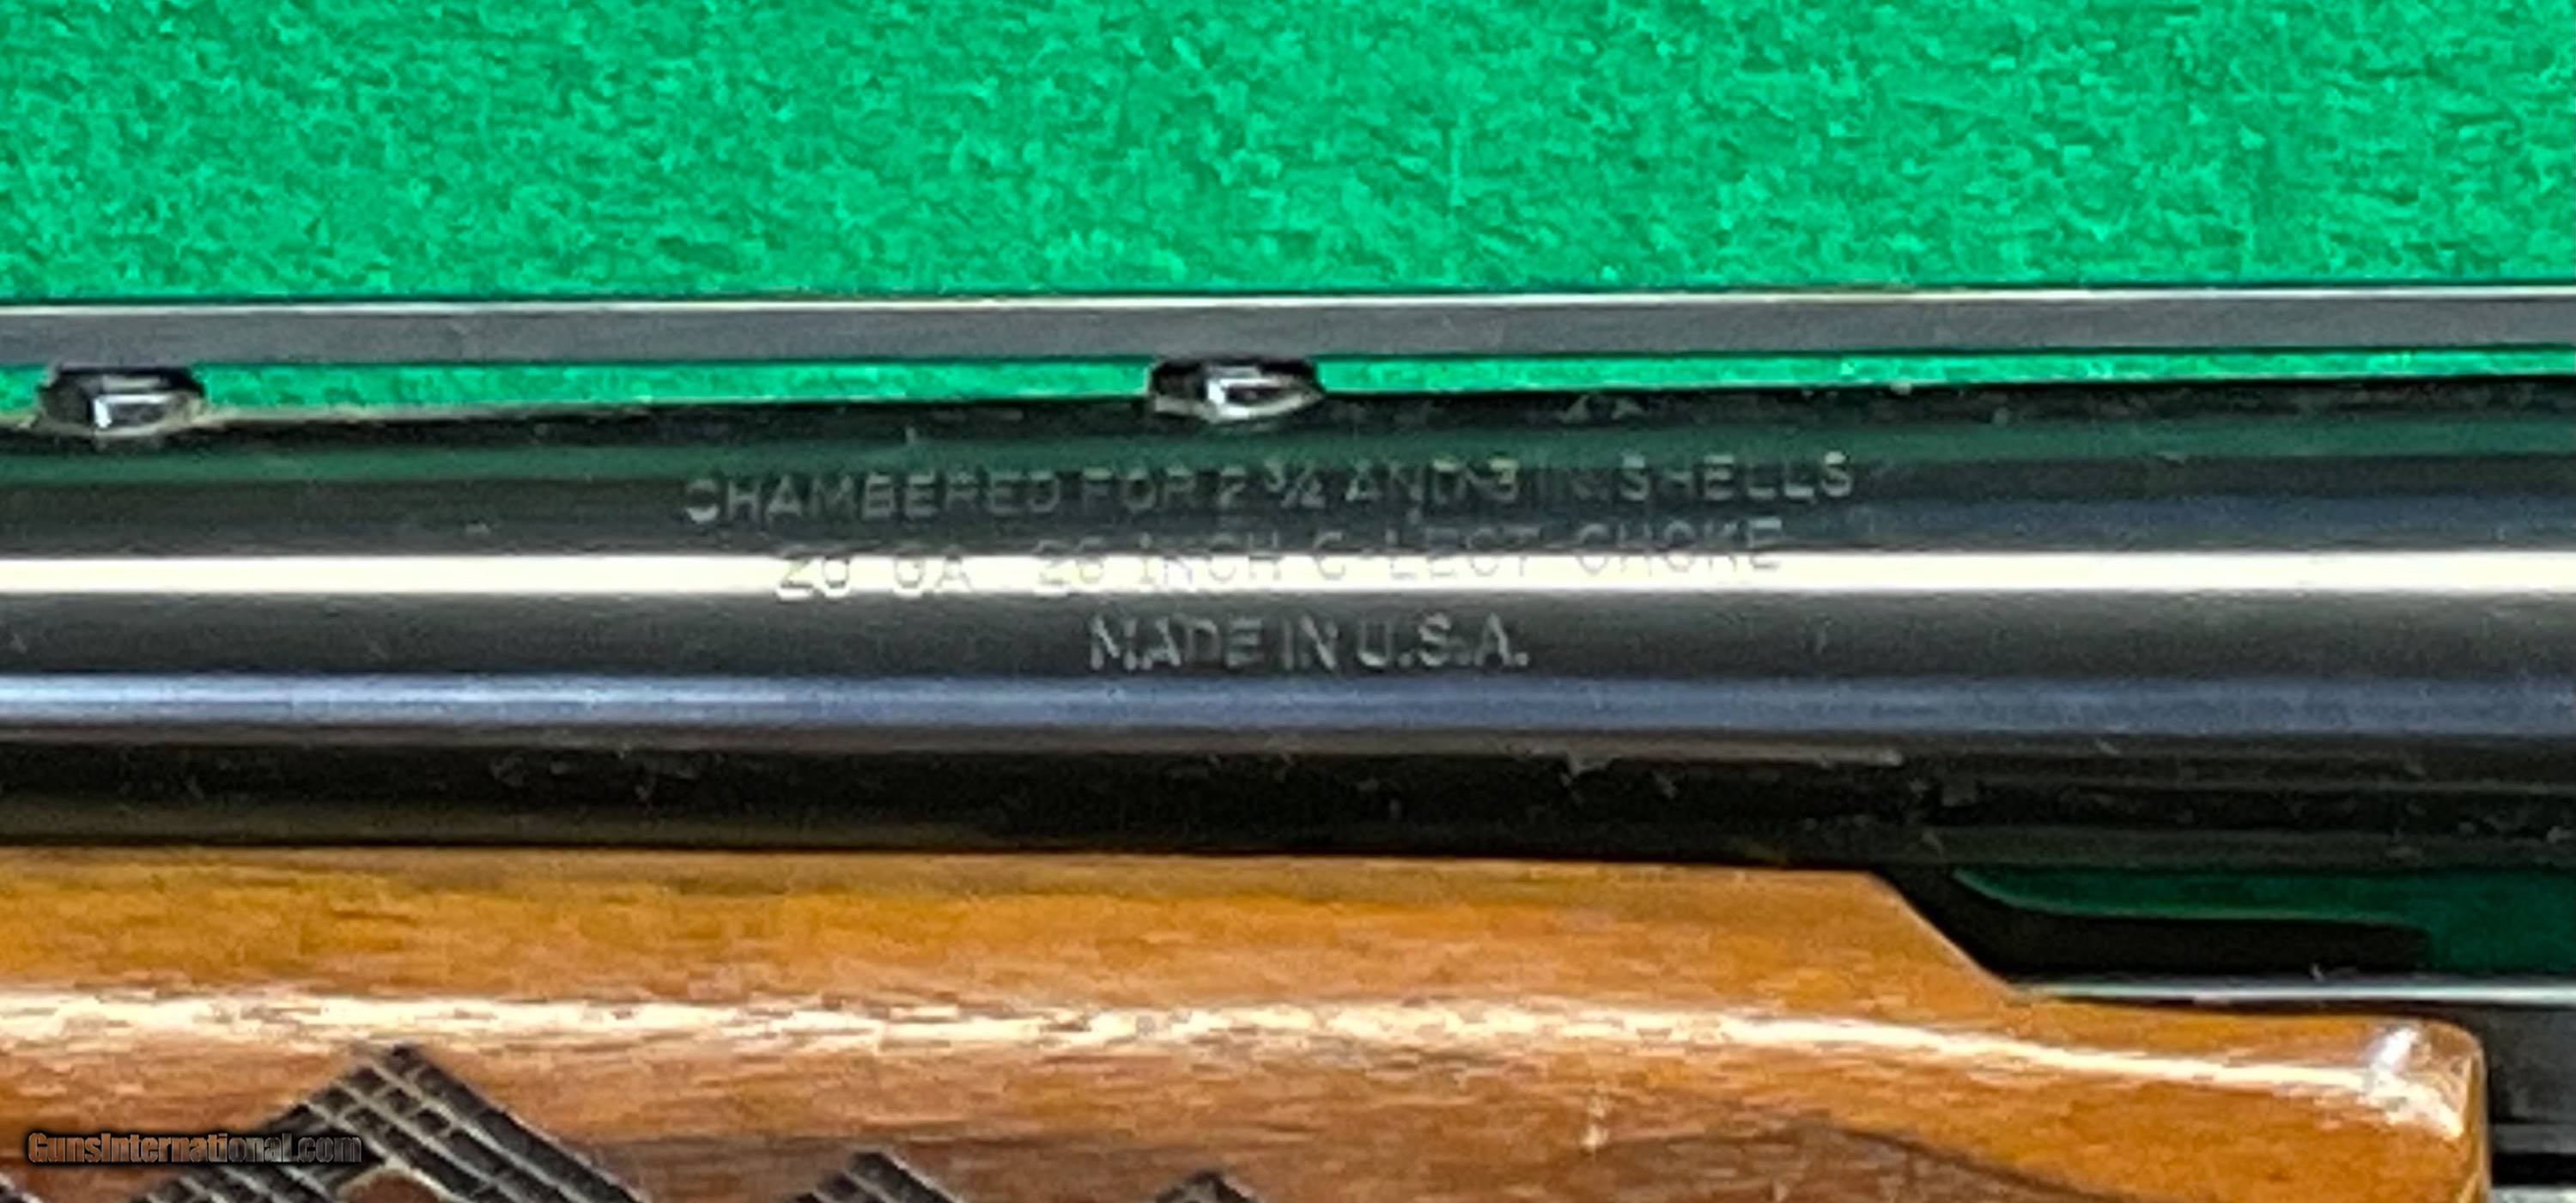 CHAMBERED FOR 2 3/4 AND 3 IN. SHELLS
20 GA 26 INCH C-LECT-CHOKE
MADE IN U.S.A.
GunsInternational.com